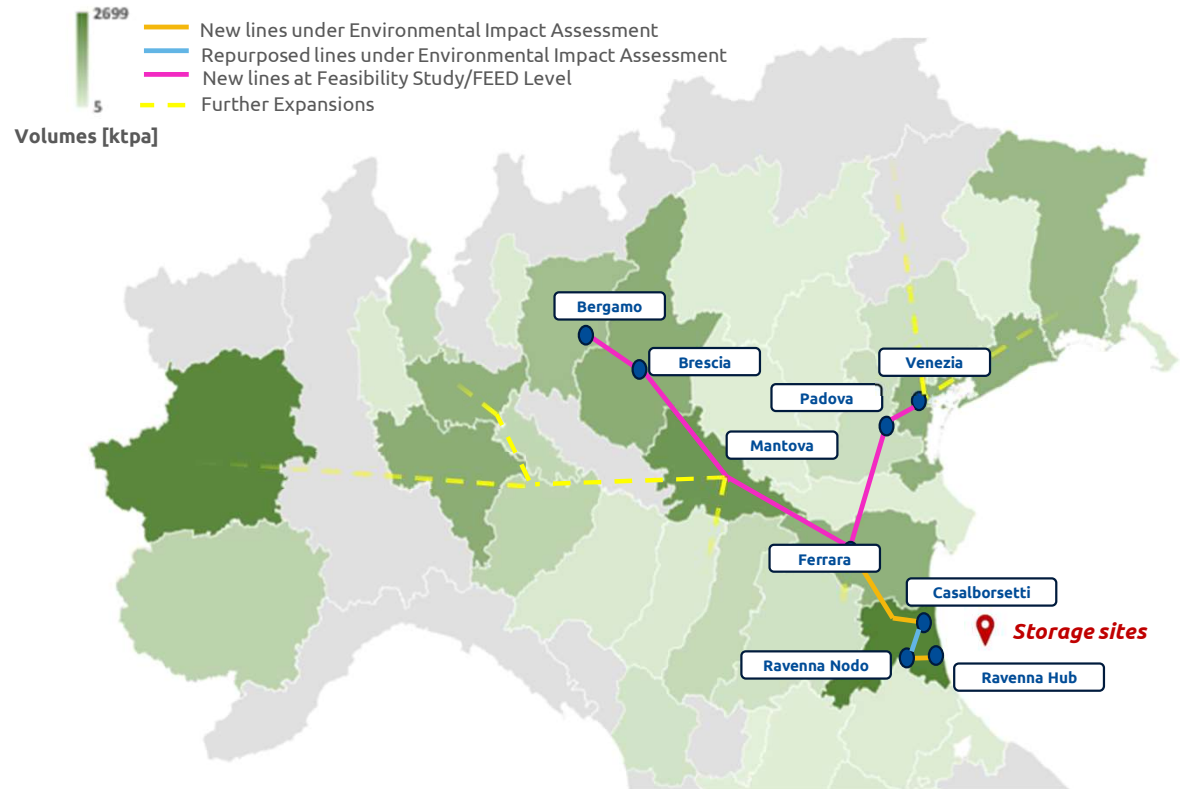 2699
5
Volumes [ktpa]
New lines under Environmental Impact Assessment
Repurposed lines under Environmental Impact Assessment
New lines at Feasibility Study/FEED Level
Further Expansions
Bergamo
Brescia
Venezia
Padova
Mantova
Ferrara
Casalborsetti
Storage sites
Ravenna Nodo
Ravenna Hub